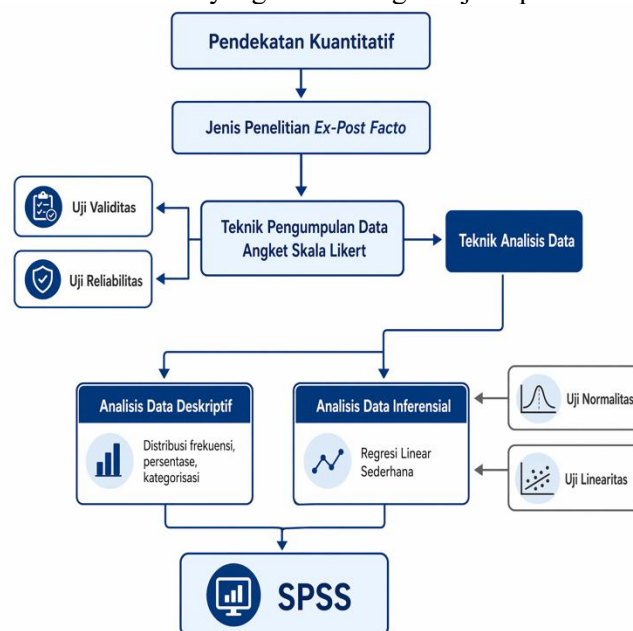 Pendekatan Kuantitatif
Jenis Penelitian Ex-Post Facto
Uji Validitas
Uji Reliabilitas
Teknik Pengumpulan Data
Angket Skala Likert
Teknik Analisis Data
Analisis Data Deskriptif
Distribusi frekuensi,
persentase,
kategorisasi
Analisis Data Inferensial
Regresi Linear
Sederhana
Uji Normalitas
Uji Linearitas
SPSS